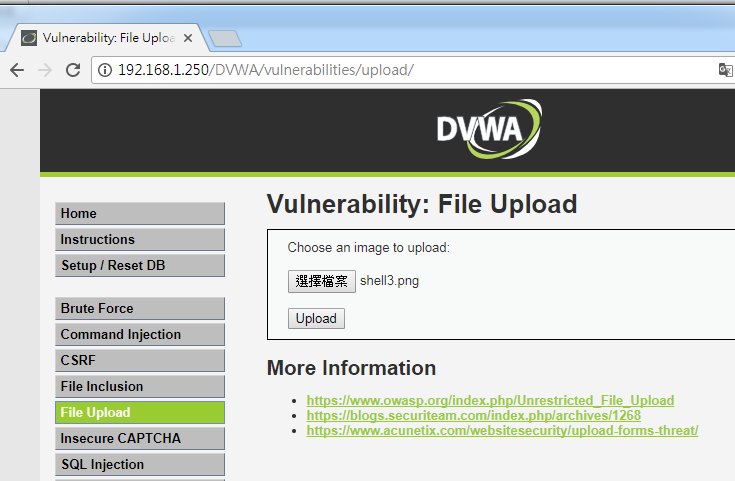 Vulnerability: File Uploa
192.168.1.250/DVWA/vulnerabilities/upload/
DVWA
Home
Instructions
Setup / Reset DB
Brute Force
Command Injection
CSRF
File Inclusion
File Upload
Insecure CAPTCHA
SQL Injection
Vulnerability: File Upload
Choose an image to upload:
選擇檔案 shell3.png
Upload
More Information
https://www.owasp.org/index.php/Unrestricted_File_Upload
https://blogs.securiteam.com/index.php/archives/1268
https://www.acunetix.com/websitesecurity/upload-forms-threat/